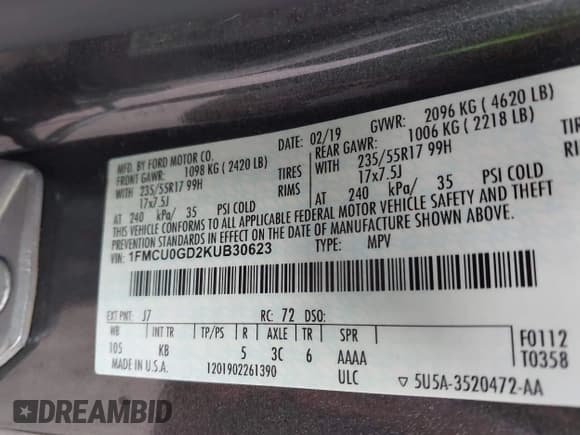 MFD. BY FORD MOTOR CO.
DATE: 02/19 GVWR: 2096 KG ( 4620 LB)
FRONT GAWR: 1098 KG ( 2420 LB) REAR GAWR: 1006 KG ( 2218 LB)
WITH 235/55R17 99H TIRES WITH 235/55R17 99H
17x7.5J RIMS 17x7.5J
AT 240 kPa/ 35 PSI COLD AT 240 kPa/ 35 PSI COLD
THIS VEHICLE CONFORMS TO ALL APPLICABLE FEDERAL MOTOR VEHICLE SAFETY AND THEFT
PREVENTION STANDARDS IN EFFECT ON THE DATE OF MANUFACTURE SHOWN ABOVE.
VIN: 1FMCU0GD2KUB30623 TYPE: MPV
EXT PNT: J7 RC: 72 DSO:
WB INT TR TP/PS R AXLE TR SPR
105 KB 5 3C 6 AAAA
F0112
T0358
MADE IN U.S.A. 1201902261390 ULC ▽ 5U5A-3520472-AA
DREAMBID